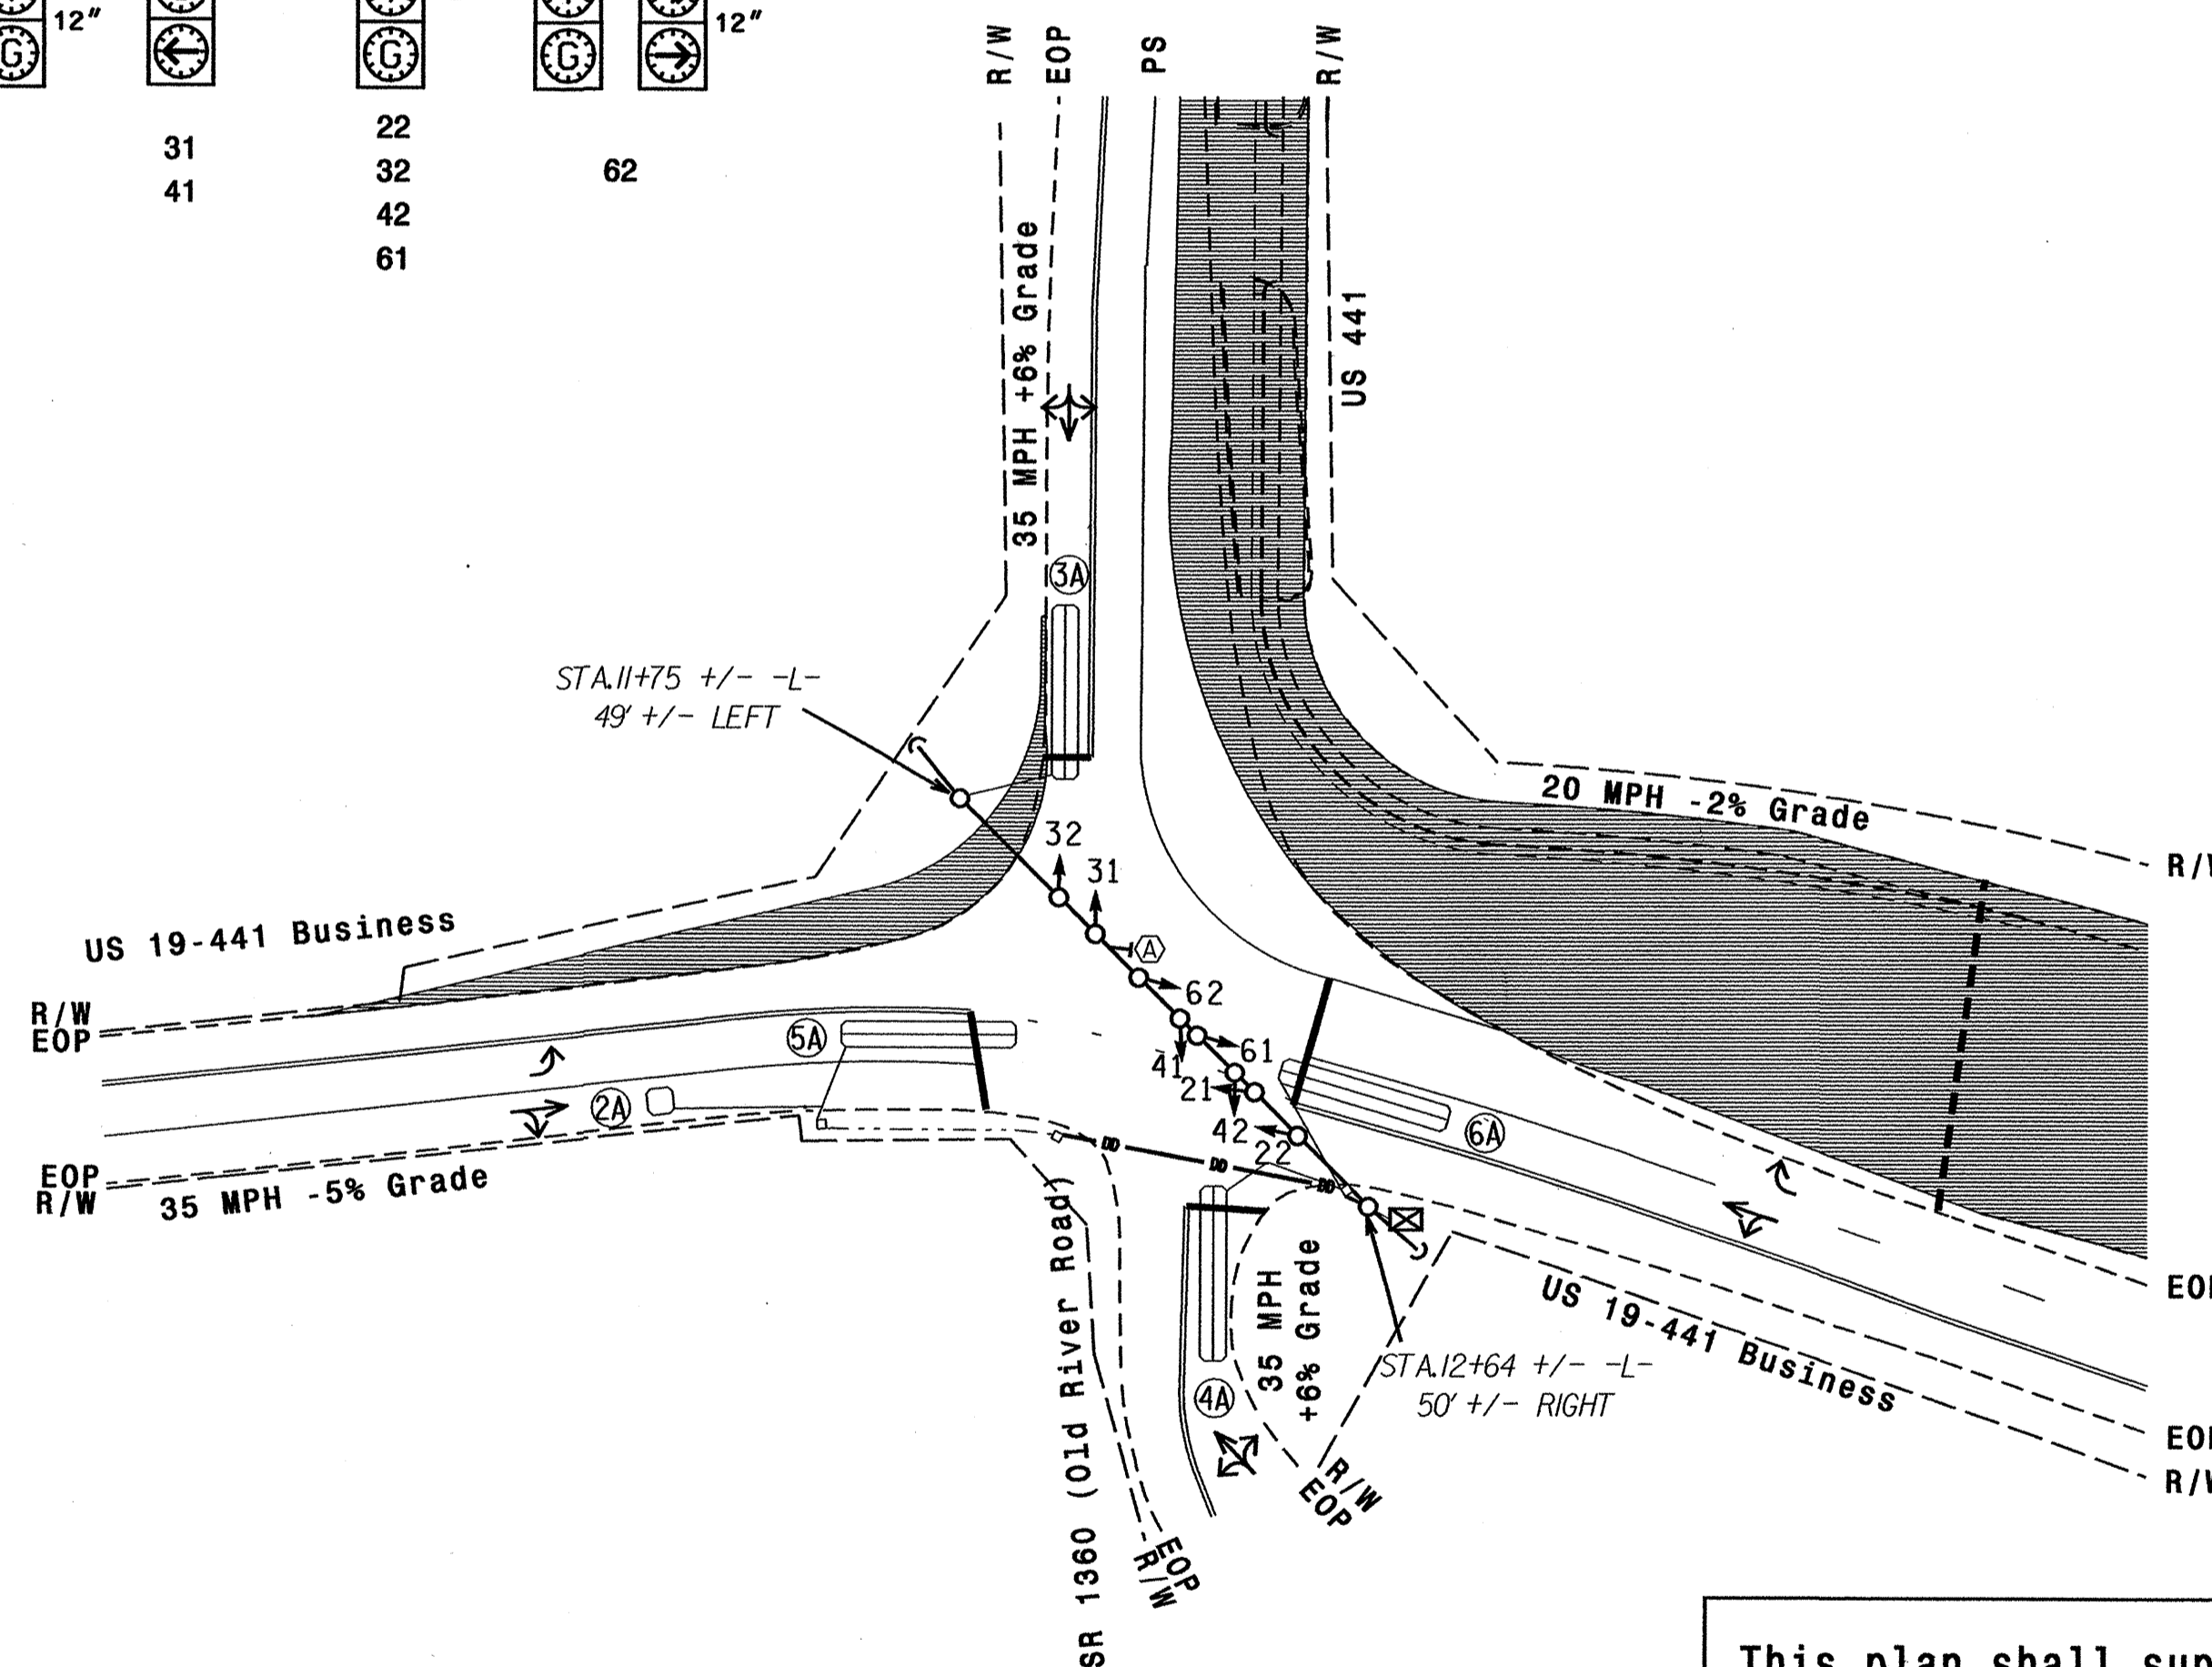 12"
12"
G
G
G
31
41
22
32
42
61
62
R/W
EOP
PS
R/W
35 MPH +6% Grade
US 441
3A
STA.11+75 +/- -L-
49' +/- LEFT
20 MPH -2% Grade
32
31
A
62
61
41
21
42
22
US 19-441 Business
R/W
EOP
5A
2A
6A
EOP
R/W
35 MPH -5% Grade
SR 1360 (Old River Road)
35 MPH
+6% Grade
4A
STA.12+64 +/- -L-
50' +/- RIGHT
US 19-441 Business
R/W
EOP
EOP
R/W
This plan shall